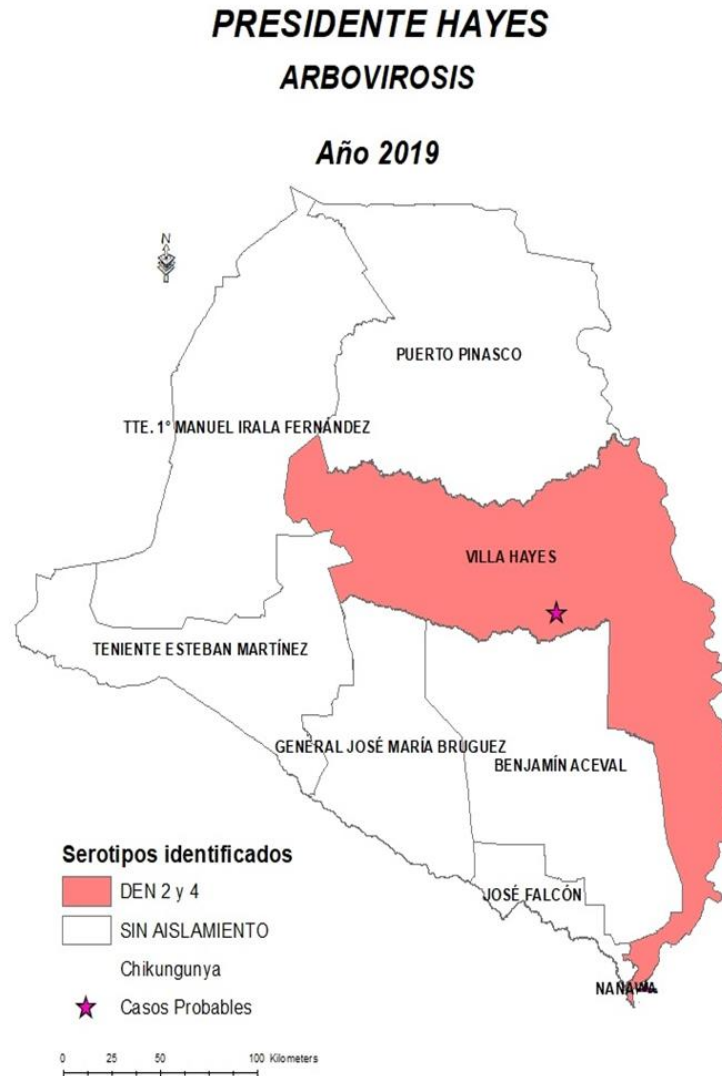 PRESIDENTE HAYES
ARBOVIROSIS
Año 2019
N
PUERTO PINASCO
TTE. 1° MANUEL IRALA FERNÁNDEZ
VILLA HAYES
TENIENTE ESTEBAN MARTÍNEZ
GENERAL JOSÉ MARÍA BRUGUEZ
BENJAMÍN ACEVAL
JOSÉ FALCÓN
NANAWA
Serotipos identificados
DEN 2 y 4
SIN AISLAMIENTO
Chikungunya
Casos Probables
0 25 50 100 Kilometers